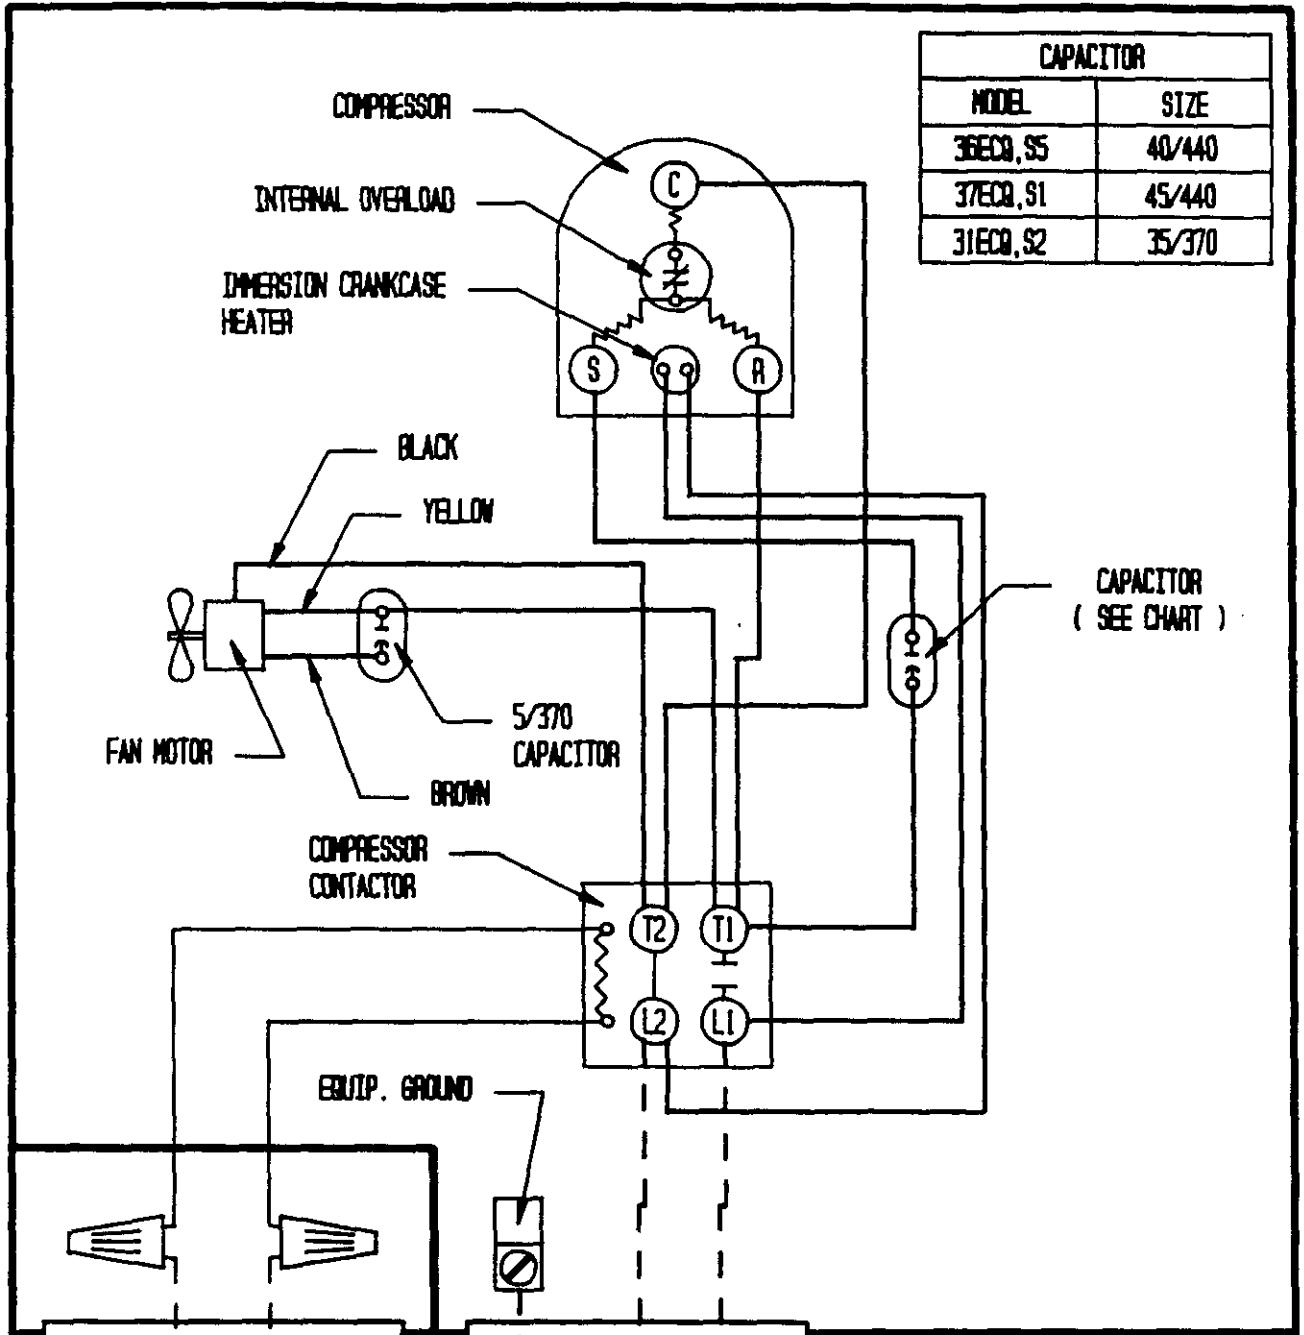 CAPACITOR
MODEL SIZE
36ECQ,S5 40/440
37ECQ,S1 45/440
31ECQ,S2 35/370
COMPRESSOR
C
INTERNAL OVERLOAD
IMMERSION CRANKCASE
HEATER
S
R
BLACK
YELLOW
CAPACITOR
( SEE CHART )
5/370
CAPACITOR
FAN MOTOR
BROWN
COMPRESSOR
CONTACTOR
T2 T1
L2 L1
EQUIP. GROUND